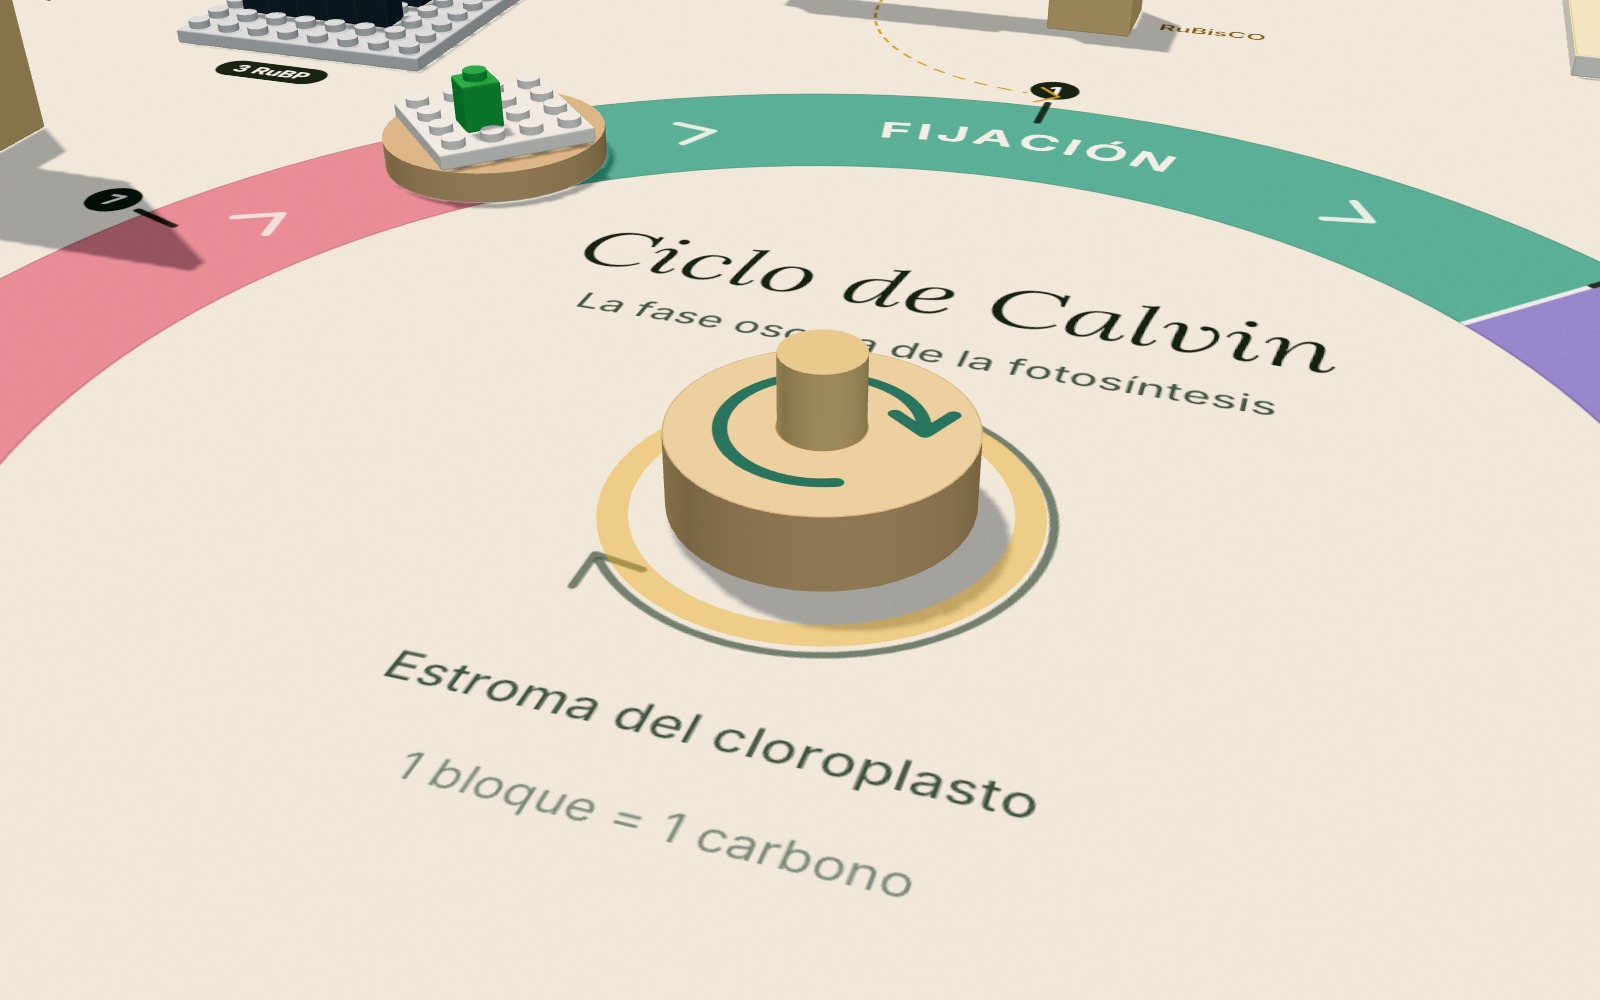 3 RuBP
RuBisCO
1
FIJACIÓN
7
Ciclo de Calvin
La fase oscura de la fotosíntesis
Estroma del cloroplasto
1 bloque = 1 carbono